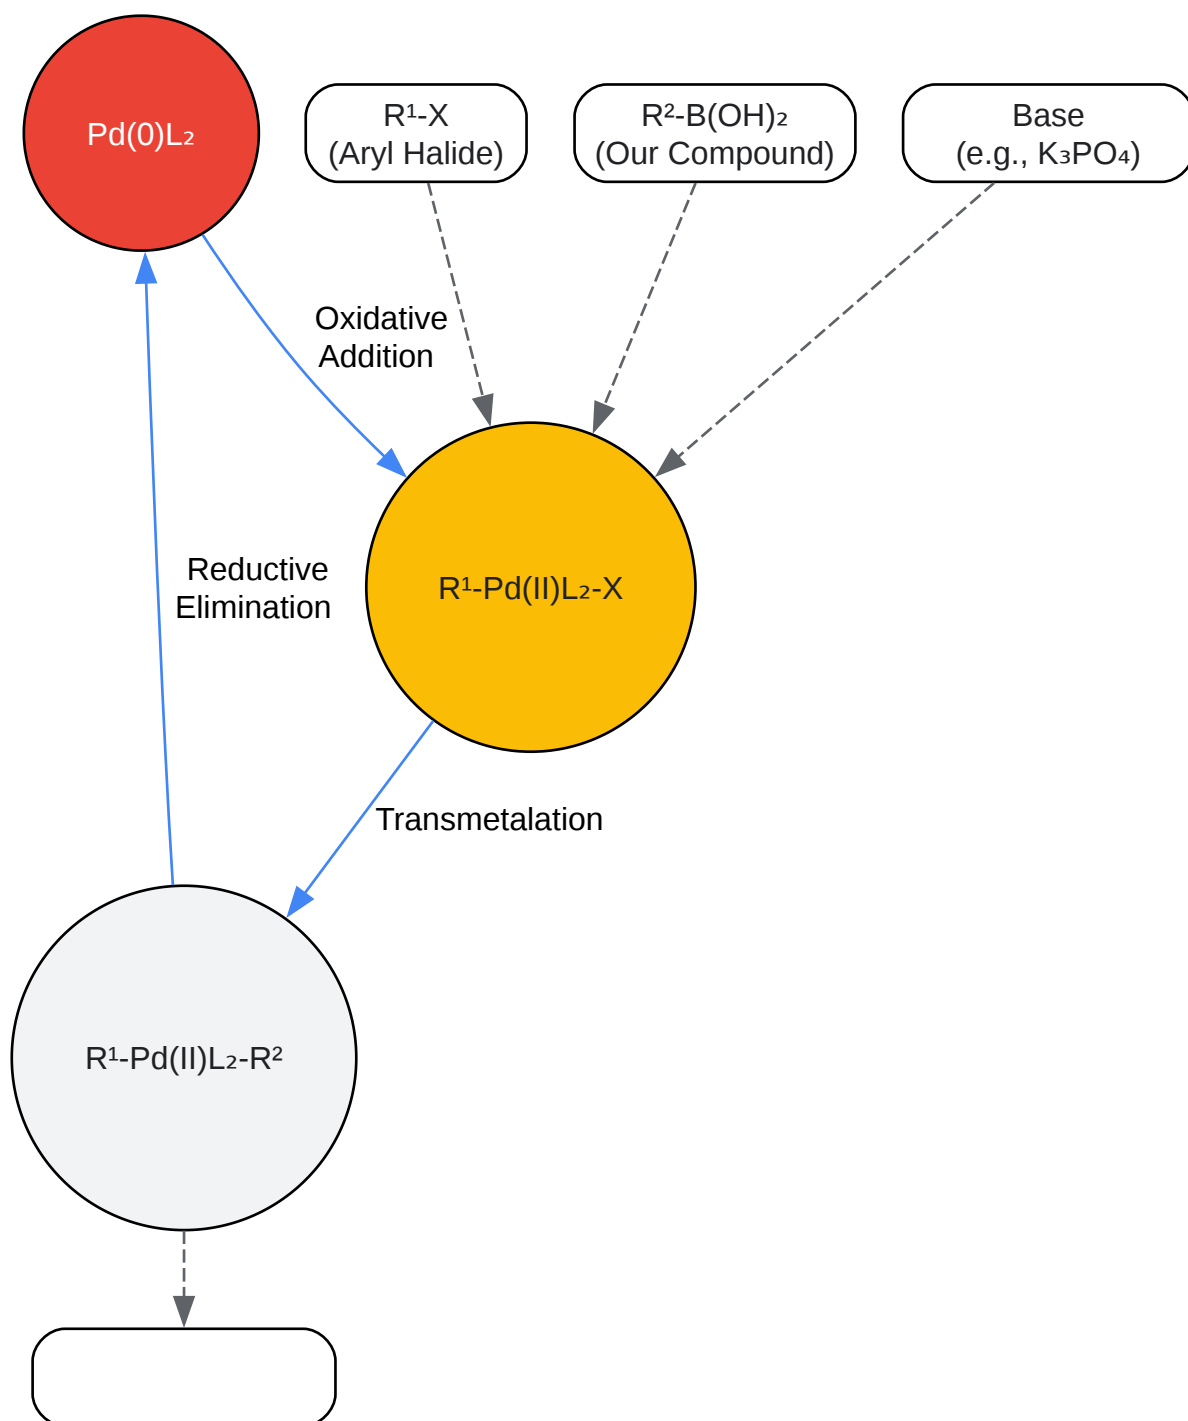 Pd(0)L₂
R¹-X
(Aryl Halide)
R²-B(OH)₂
(Our Compound)
Base
(e.g., K₃PO₄)
Oxidative
Addition
Reductive
Elimination
R¹-Pd(II)L₂-X
Transmetalation
R¹-Pd(II)L₂-R²